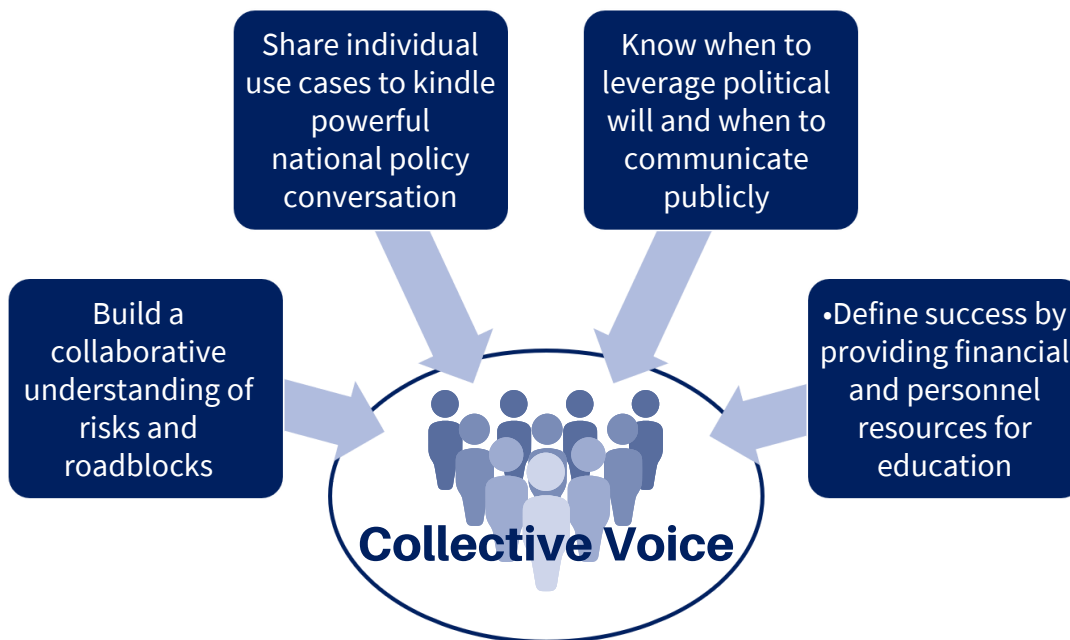 Share individual
use cases to kindle
powerful
national policy
conversation
Know when to
leverage political
will and when to
communicate
publicly
Build a
collaborative
understanding of
risks and
roadblocks
•Define success by
providing financial
and personnel
resources for
education
Collective Voice